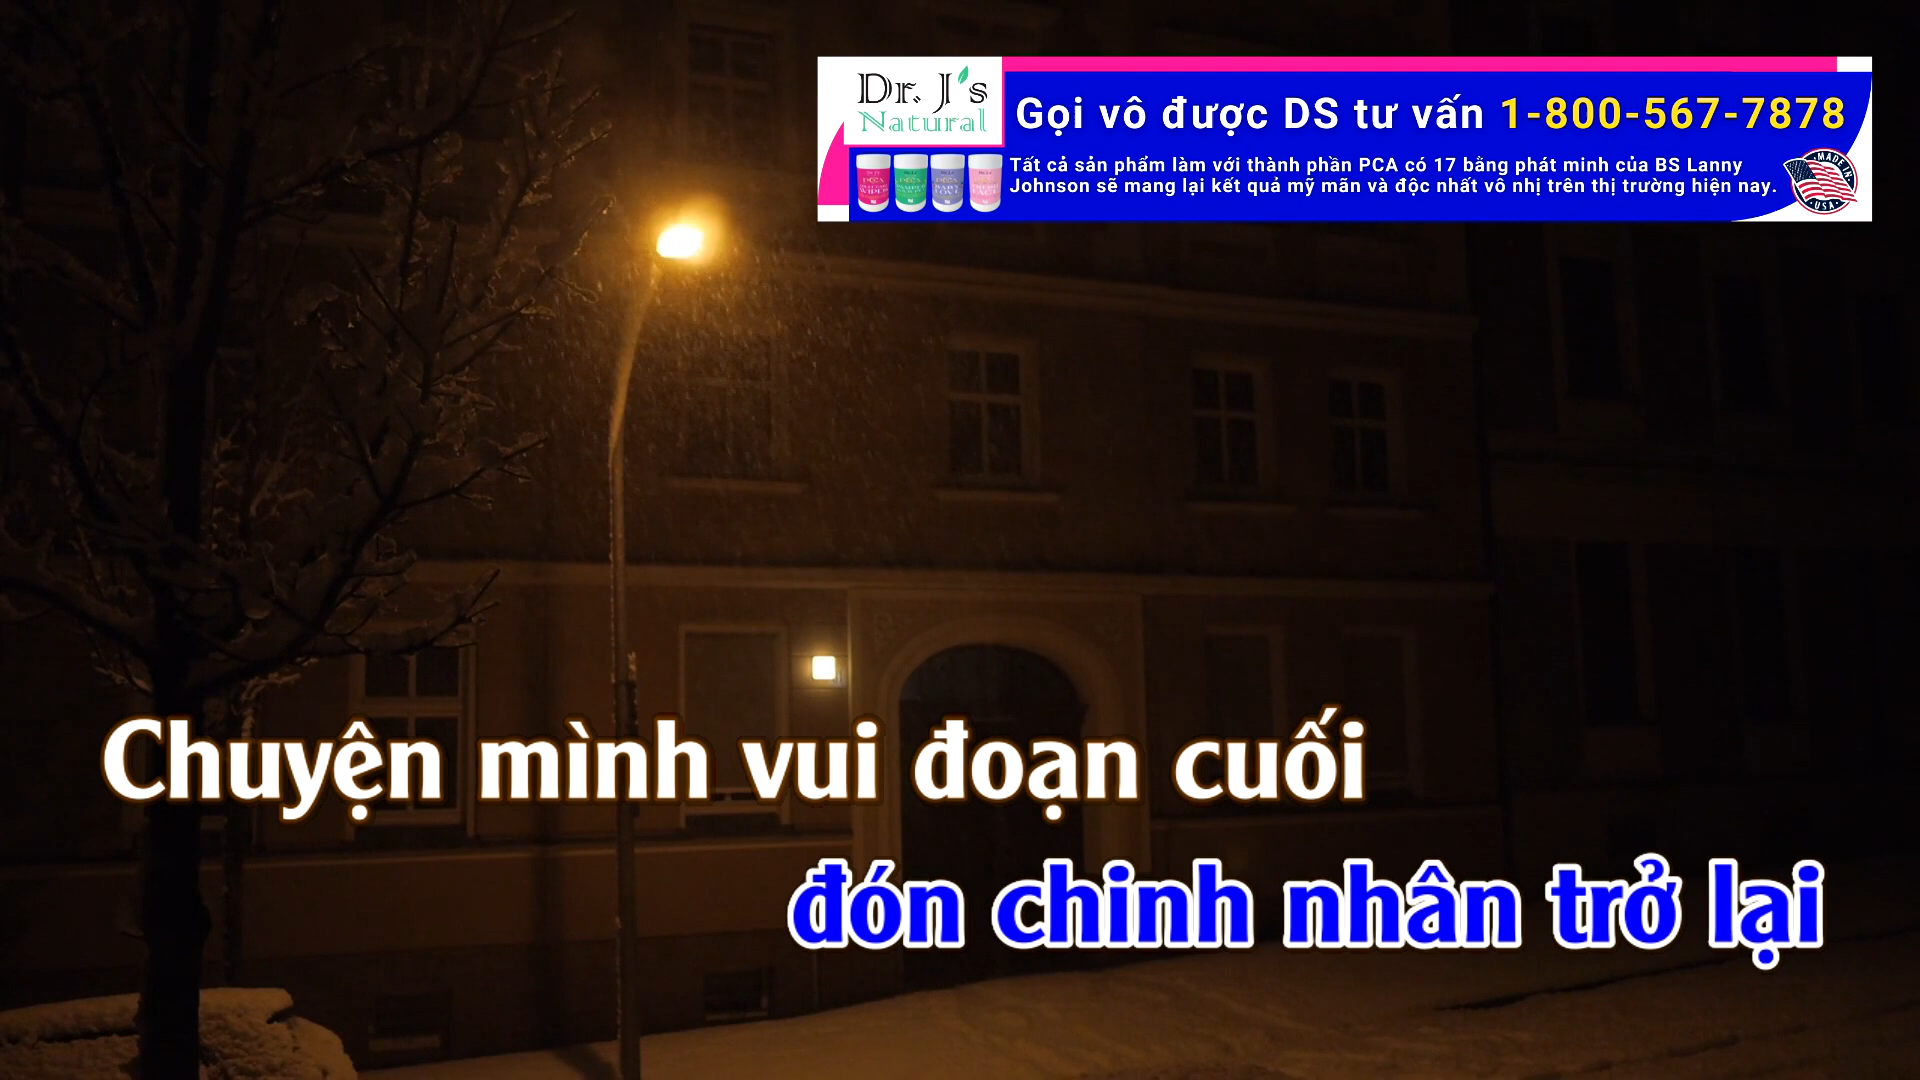 Dr. J's
Natural
Gọi vô được DS tư vấn 1-800-567-7878
Tất cả sản phẩm làm với thành phần PCA có 17 bằng phát minh của BS Lanny
Johnson sẽ mang lại kết quả mỹ mãn và độc nhất vô nhị trên thị trường hiện nay.
MADE IN
USA
Chuyện mình vui đoạn cuối
đón chinh nhân trở lại